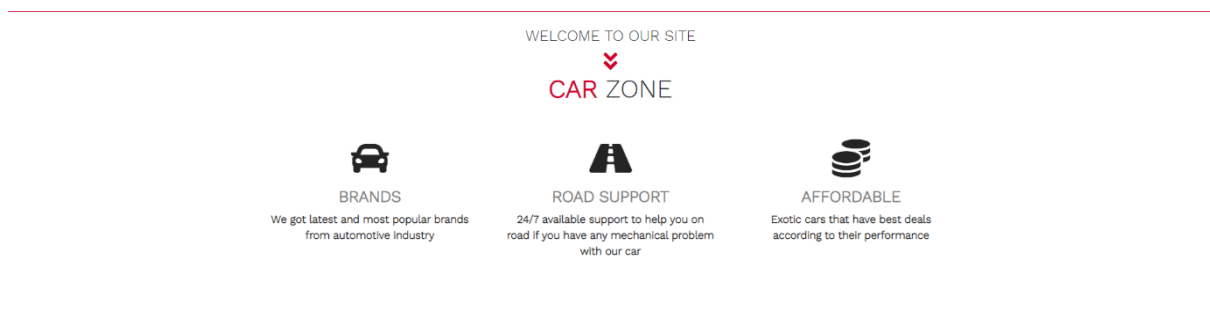 WELCOME TO OUR SITE
CAR ZONE
BRANDS
We got latest and most popular brands
from automotive industry
ROAD SUPPORT
24/7 available support to help you on
road if you have any mechanical problem
with our car
AFFORDABLE
Exotic cars that have best deals
according to their performance